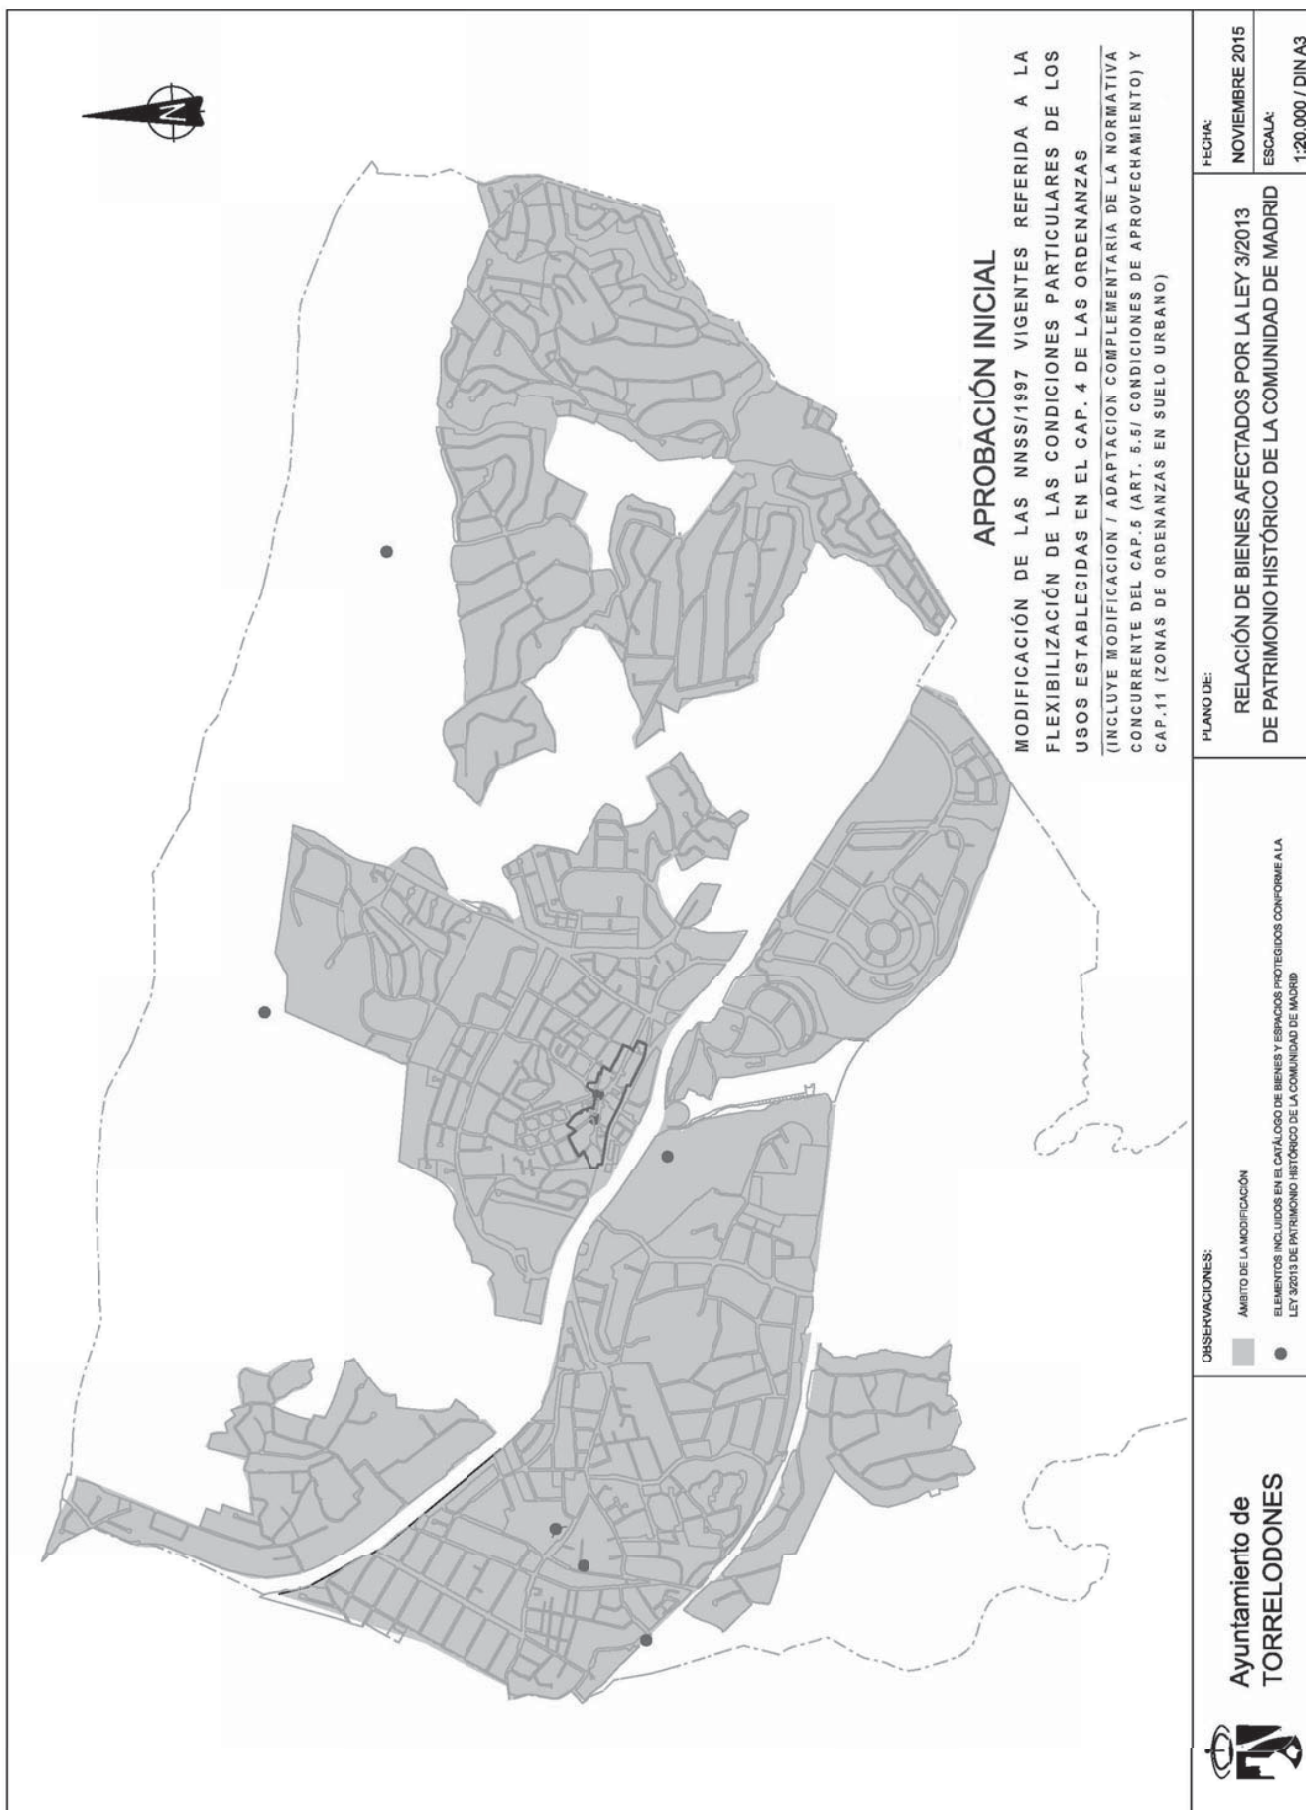 N
APROBACIÓN INICIAL
MODIFICACIÓN DE LAS NNSS/1997 VIGENTES REFERIDA A LA
FLEXIBILIZACIÓN DE LAS CONDICIONES PARTICULARES DE LOS
USOS ESTABLECIDAS EN EL CAP. 4 DE LAS ORDENANZAS
(INCLUYE MODIFICACION / ADAPTACION COMPLEMENTARIA DE LA NORMATIVA
CONCURRENTE DEL CAP.5 (ART. 5.5/ CONDICIONES DE APROVECHAMIENTO) Y
CAP.11 (ZONAS DE ORDENANZAS EN SUELO URBANO)
Ayuntamiento de
TORRELODONES
OBSERVACIONES:
ÁMBITO DE LA MODIFICACIÓN
ELEMENTOS INCLUIDOS EN EL CATÁLOGO DE BIENES Y ESPACIOS PROTEGIDOS CONFORME A LA
LEY 3/2013 DE PATRIMONIO HISTÓRICO DE LA COMUNIDAD DE MADRID
PLANO DE:
RELACIÓN DE BIENES AFECTADOS POR LA LEY 3/2013
DE PATRIMONIO HISTÓRICO DE LA COMUNIDAD DE MADRID
FECHA:
NOVIEMBRE 2015
ESCALA:
1:20.000 / DIN A3